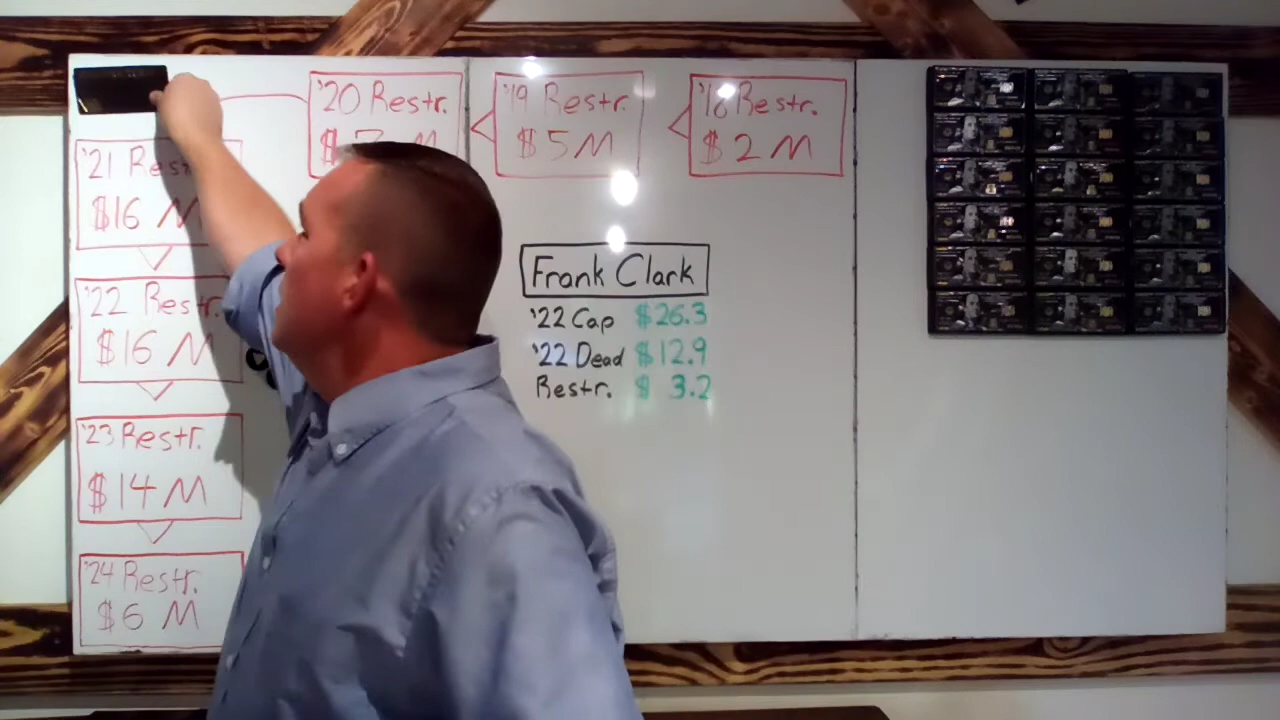 '20 Restr.
'19 Restr.
$5M
'18 Restr.
$2M
'21 Restr
$16 M
'22 Restr.
$16 M
'23 Restr.
$14 M
'24 Restr.
$6 M
Frank Clark
'22 Cap $26.3
'22 Dead $12.9
Restr. $ 3.2